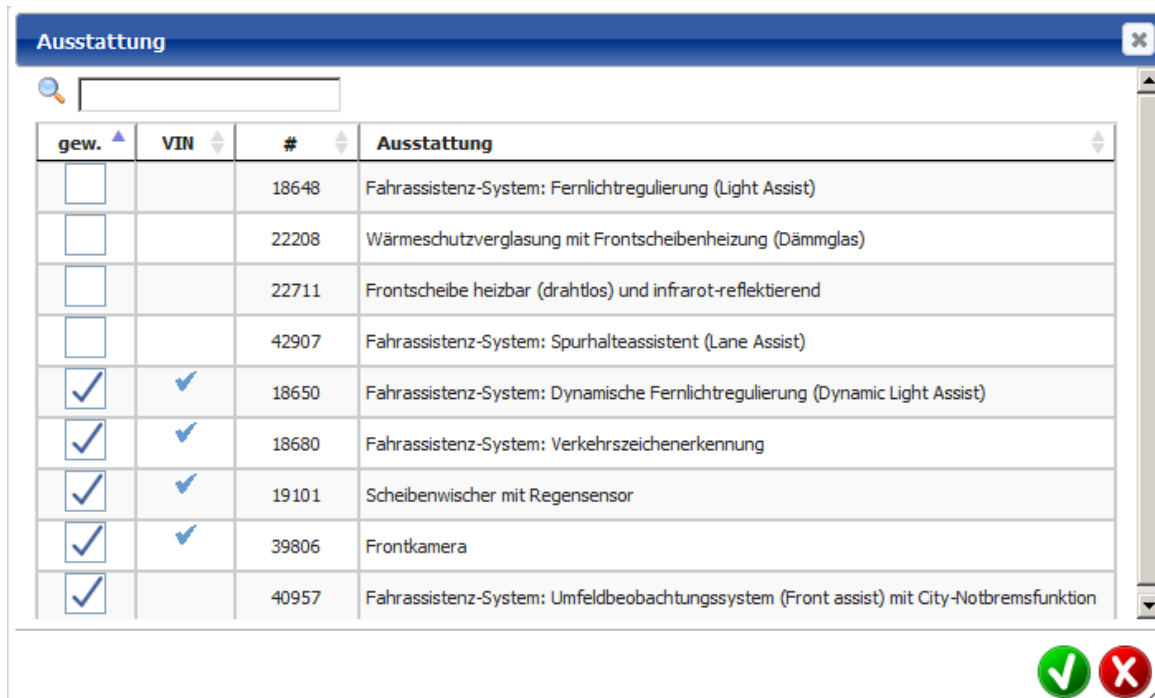 Ausstattung
gew. VIN # Ausstattung
18648 Fahrassistenz-System: Fernlichtregulierung (Light Assist)
22208 Wärmeschutzverglasung mit Frontscheibenheizung (Dämmglas)
22711 Frontscheibe heizbar (drahtlos) und infrarot-reflektierend
42907 Fahrassistenz-System: Spurhalteassistent (Lane Assist)
18650 Fahrassistenz-System: Dynamische Fernlichtregulierung (Dynamic Light Assist)
18680 Fahrassistenz-System: Verkehrszeichenerkennung
19101 Scheibenwischer mit Regensensor
39806 Frontkamera
40957 Fahrassistenz-System: Umfeldbeobachtungssystem (Front assist) mit City-Notbremsfunktion